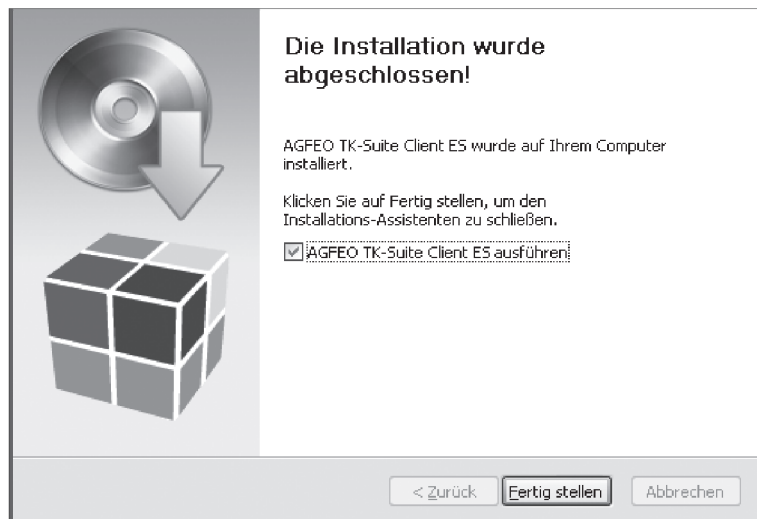 Die Installation wurde
abgeschlossen!
AGFEO TK-Suite Client ES wurde auf Ihrem Computer
installiert.
Klicken Sie auf Fertig stellen, um den
Installations-Assistenten zu schließen.
AGFEO TK-Suite Client ES ausführen
< Zurück
Fertig stellen
Abbrechen